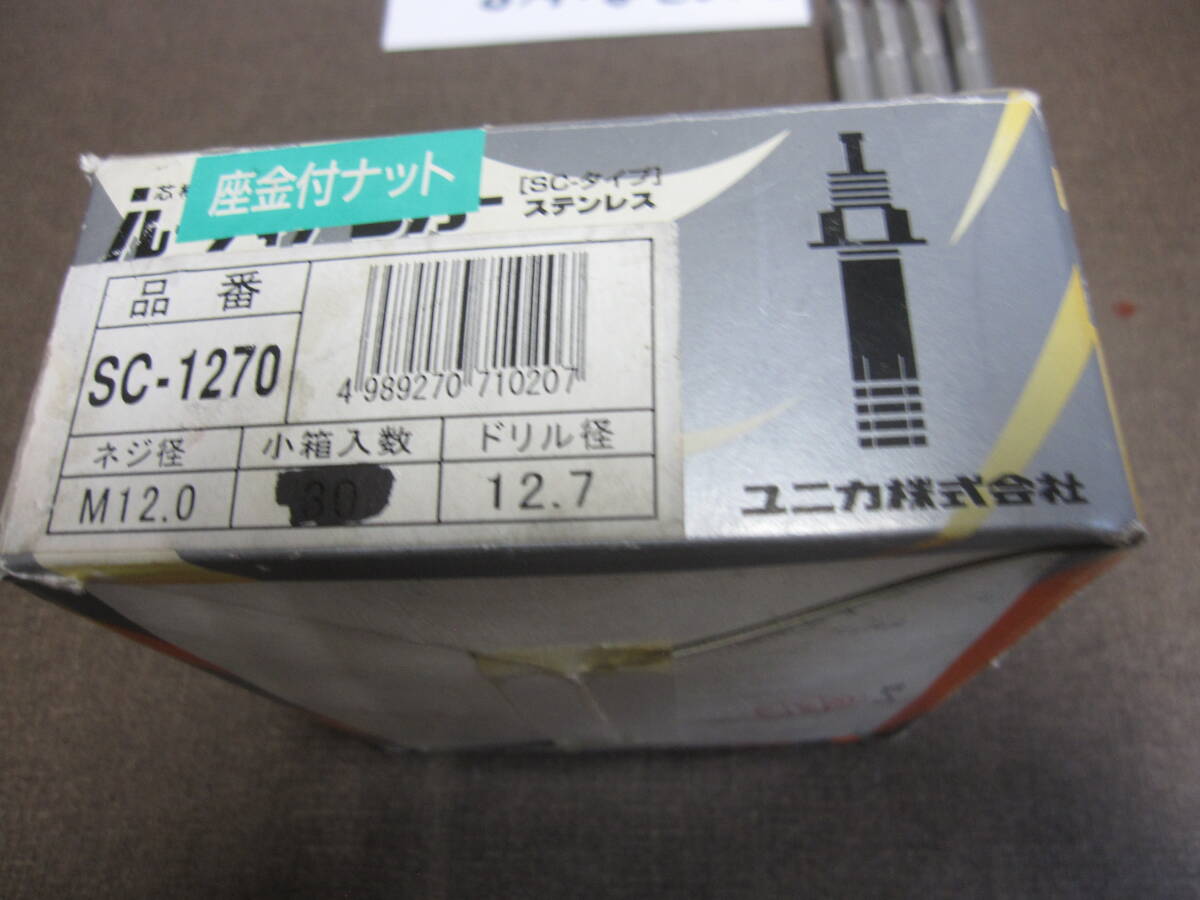 座金付ナット
[SC-タイプ]
ステンレス
品 番
SC-1270
4 989270 710207
ネジ径 小箱入数 ドリル径
M12.0 30 12.7
ユニカ株式会社